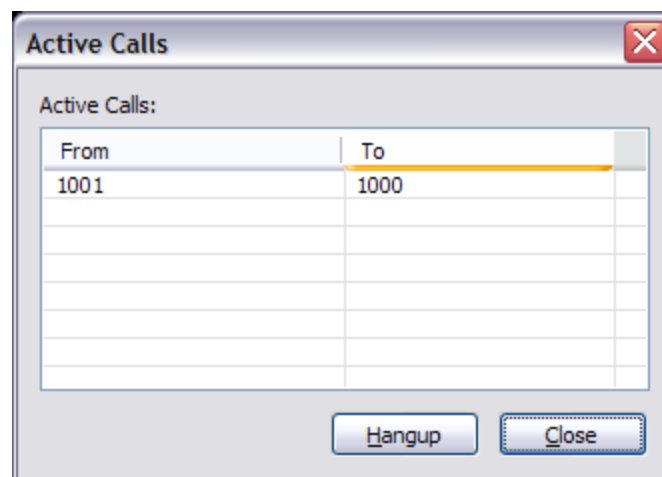 Active Calls
Active Calls:
From To
1001 1000
Hangup Close